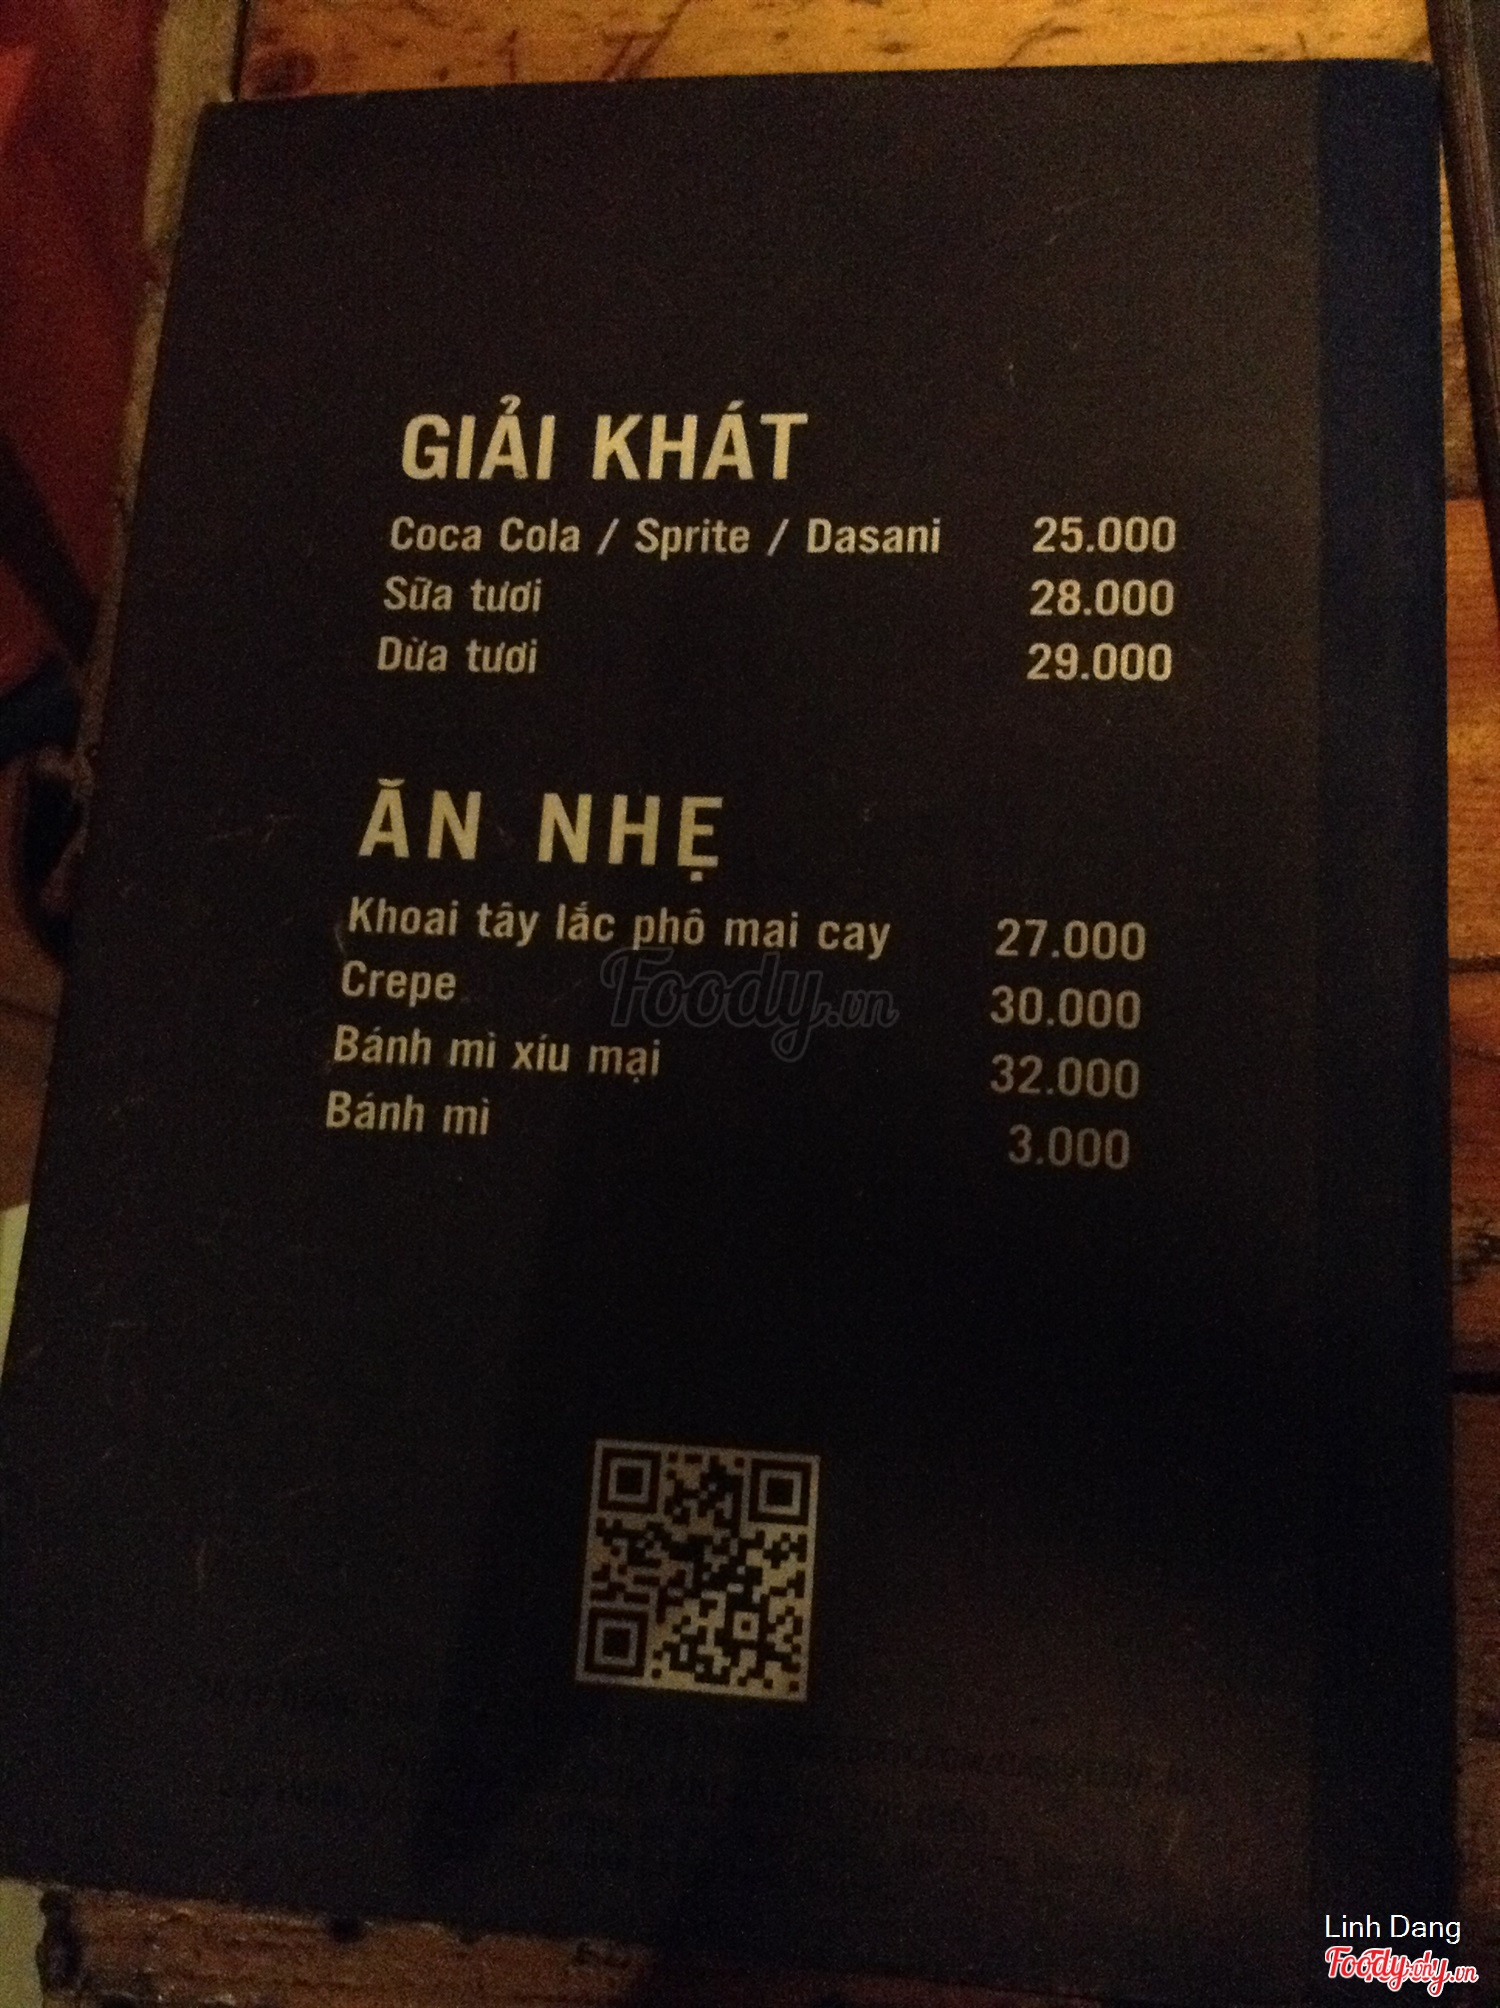 GIẢI KHÁT
Coca Cola / Sprite / Dasani 25.000
Sữa tươi 28.000
Dừa tươi 29.000
ĂN NHẸ
Khoai tây lắc phô mai cay 27.000
Crepe 30.000
Bánh mì xíu mại 32.000
Bánh mì 3.000
Foody.vn
Linh Dang
Foody.vn